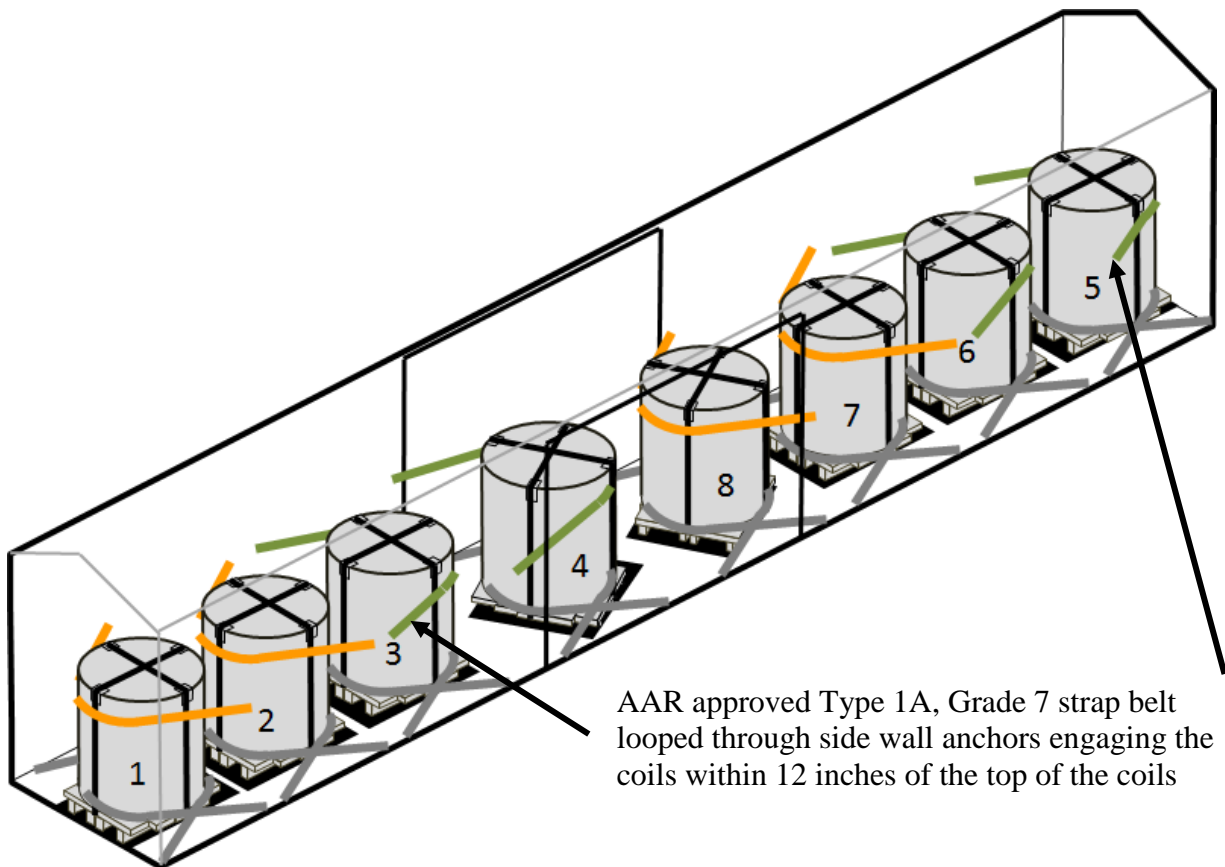 5
6
7
8
4
3
2
1
AAR approved Type 1A, Grade 7 strap belt
looped through side wall anchors engaging the
coils within 12 inches of the top of the coils